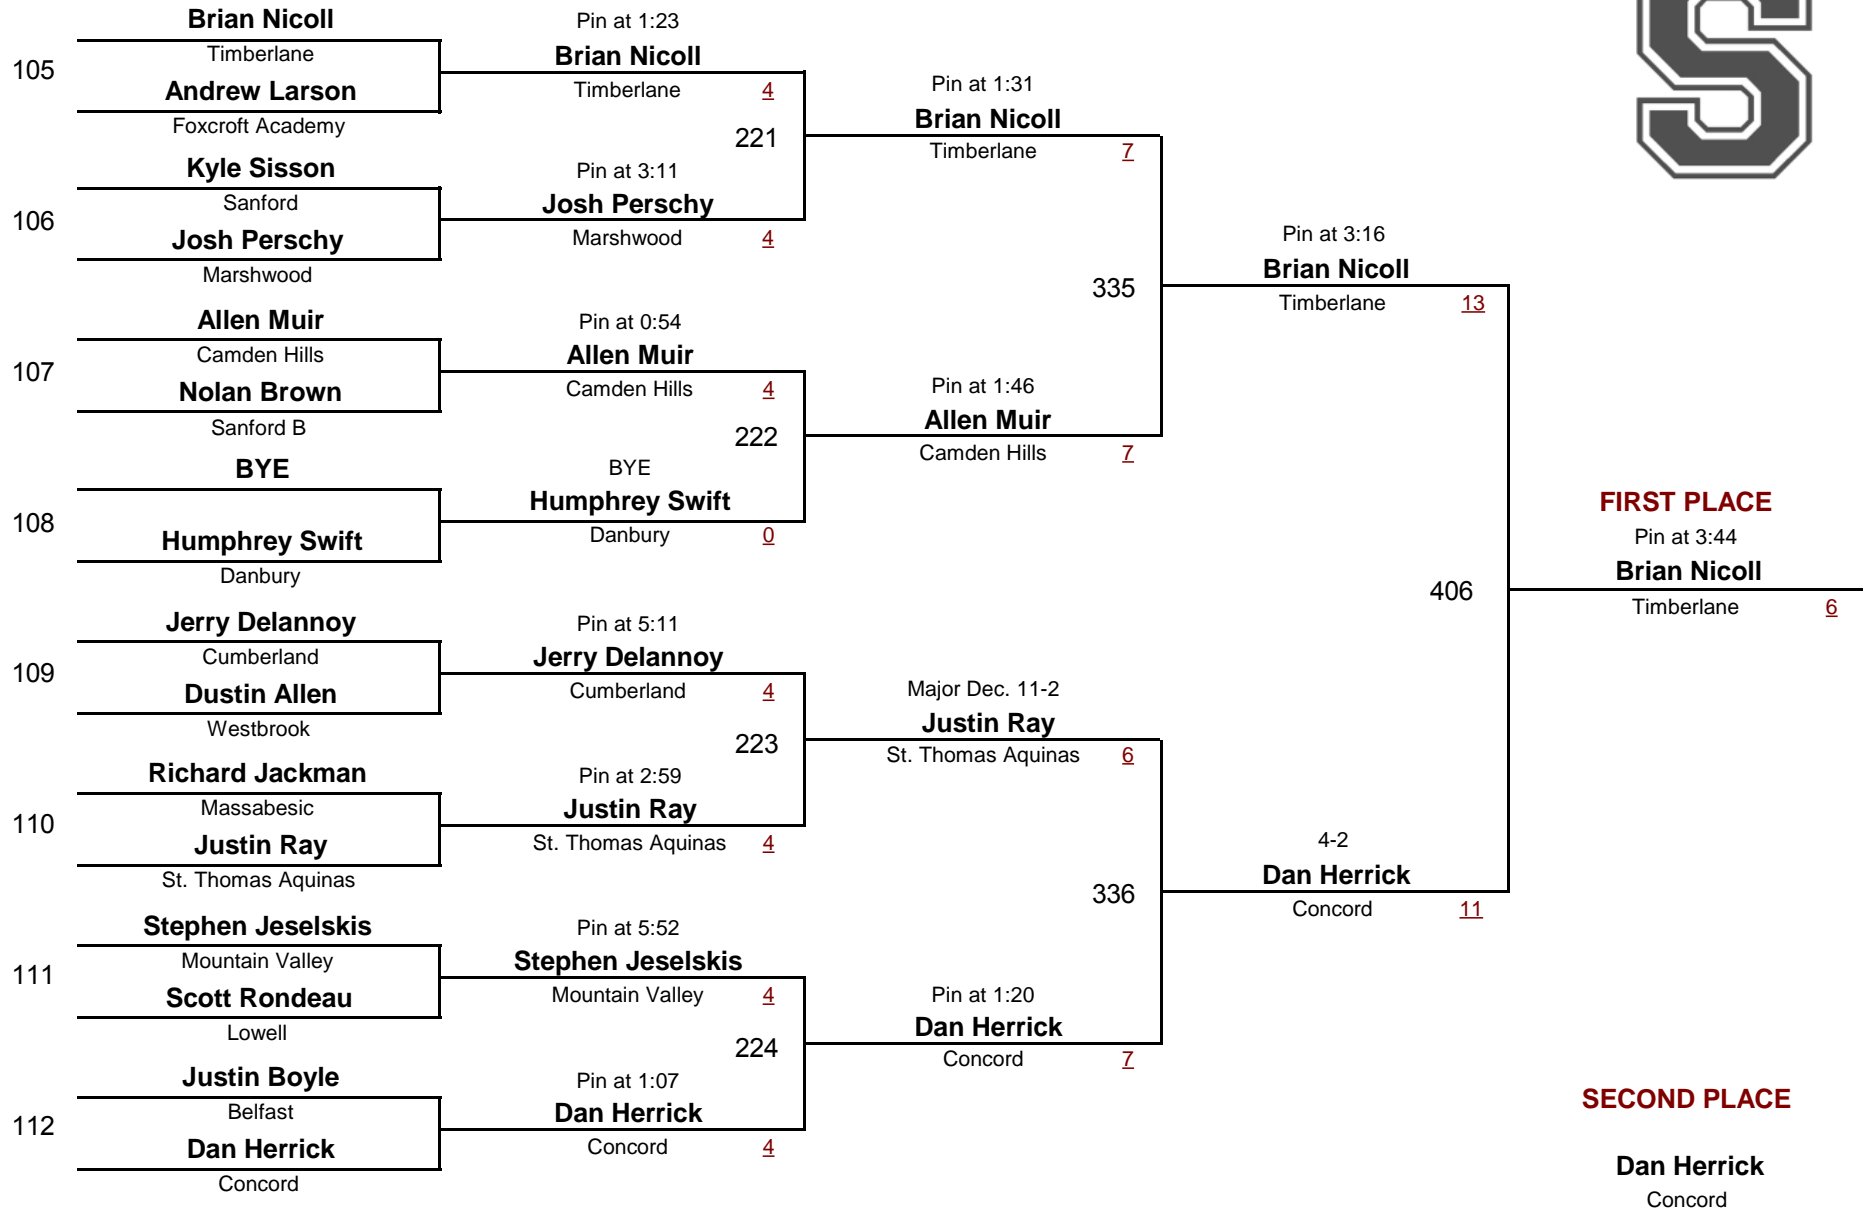 Brian Nicoll
Timberlane
105
Andrew Larson
Foxcroft Academy
Kyle Sisson
Sanford
106
Josh Perschy
Marshwood
Allen Muir
Camden Hills
107
Nolan Brown
Sanford B
BYE
108
Humphrey Swift
Danbury
Jerry Delannoy
Cumberland
109
Dustin Allen
Westbrook
Richard Jackman
Massabesic
110
Justin Ray
St. Thomas Aquinas
Stephen Jeselskis
Mountain Valley
111
Scott Rondeau
Lowell
Justin Boyle
Belfast
112
Dan Herrick
Concord
Pin at 1:23
Brian Nicoll
Timberlane 4
221
Pin at 3:11
Josh Perschy
Marshwood 4
Pin at 0:54
Allen Muir
Camden Hills 4
222
BYE
Humphrey Swift
Danbury 0
Pin at 5:11
Jerry Delannoy
Cumberland 4
223
Pin at 2:59
Justin Ray
St. Thomas Aquinas 4
Pin at 5:52
Stephen Jeselskis
Mountain Valley 4
224
Pin at 1:07
Dan Herrick
Concord 4
Pin at 1:31
Brian Nicoll
Timberlane 7
335
Pin at 1:46
Allen Muir
Camden Hills 7
Major Dec. 11-2
Justin Ray
St. Thomas Aquinas 6
336
Pin at 1:20
Dan Herrick
Concord 7
Pin at 3:16
Brian Nicoll
Timberlane 13
406
4-2
Dan Herrick
Concord 11
S
FIRST PLACE
Pin at 3:44
Brian Nicoll
Timberlane 6
SECOND PLACE
Dan Herrick
Concord